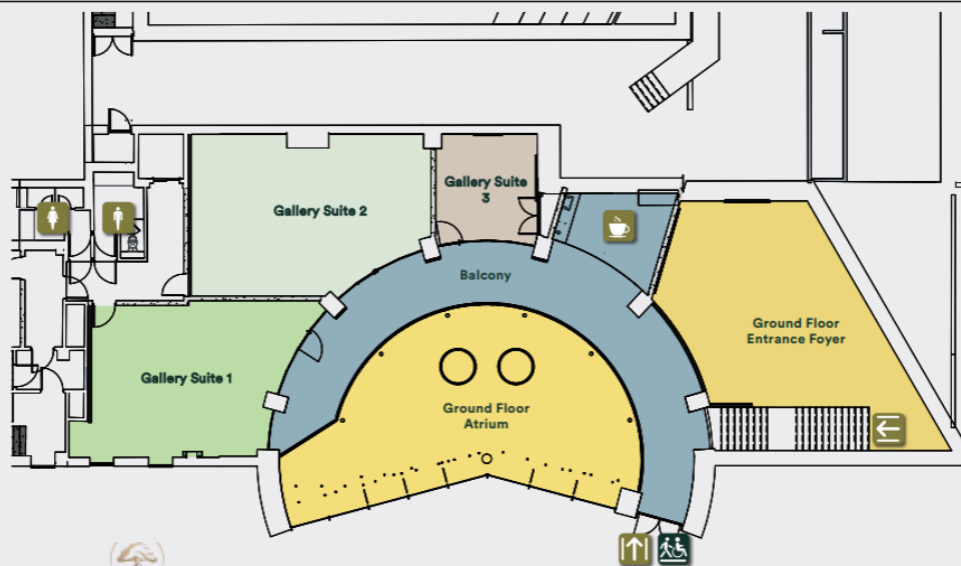 Gallery Suite
3
Gallery Suite 2
Balcony
Ground Floor
Entrance Foyer
Gallery Suite 1
Ground Floor
Atrium